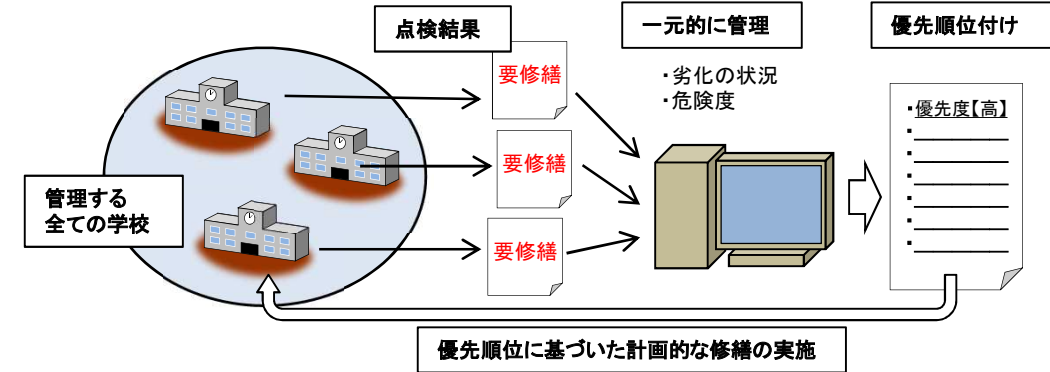 点検結果
一元的に管理
優先順位付け
要修繕
要修繕
要修繕
・劣化の状況
・危険度
・優先度【高】
・
・
・
・
・
・
管理する
全ての学校
優先順位に基づいた計画的な修繕の実施